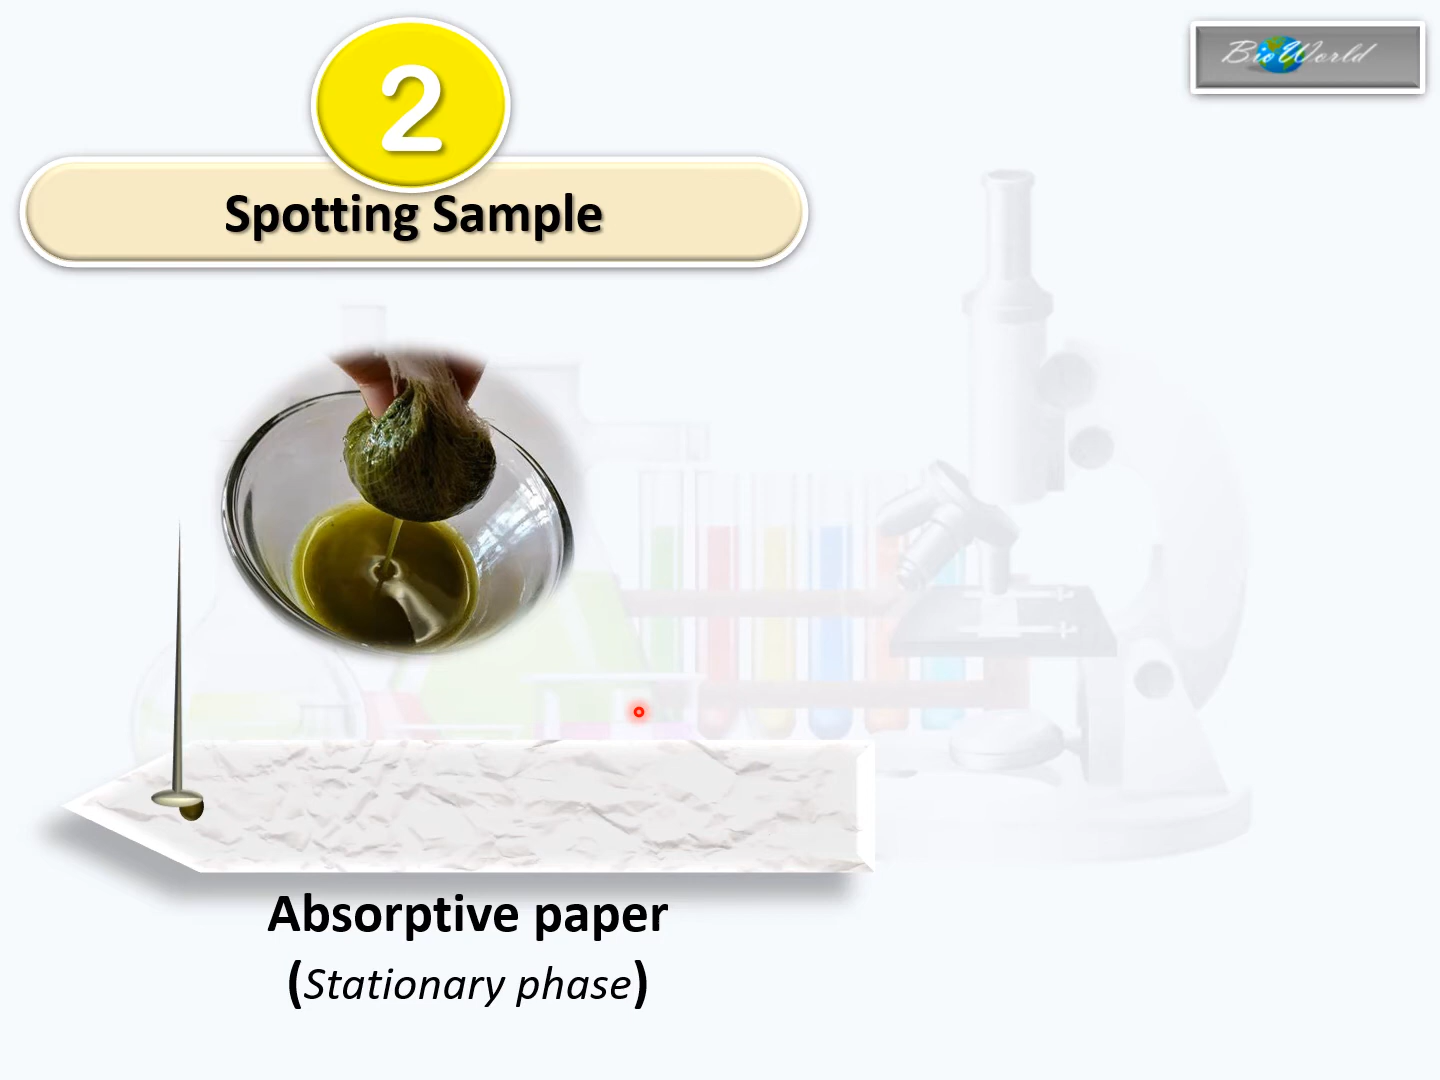 2
BioWorld
Spotting Sample
Absorptive paper
(Stationary phase)